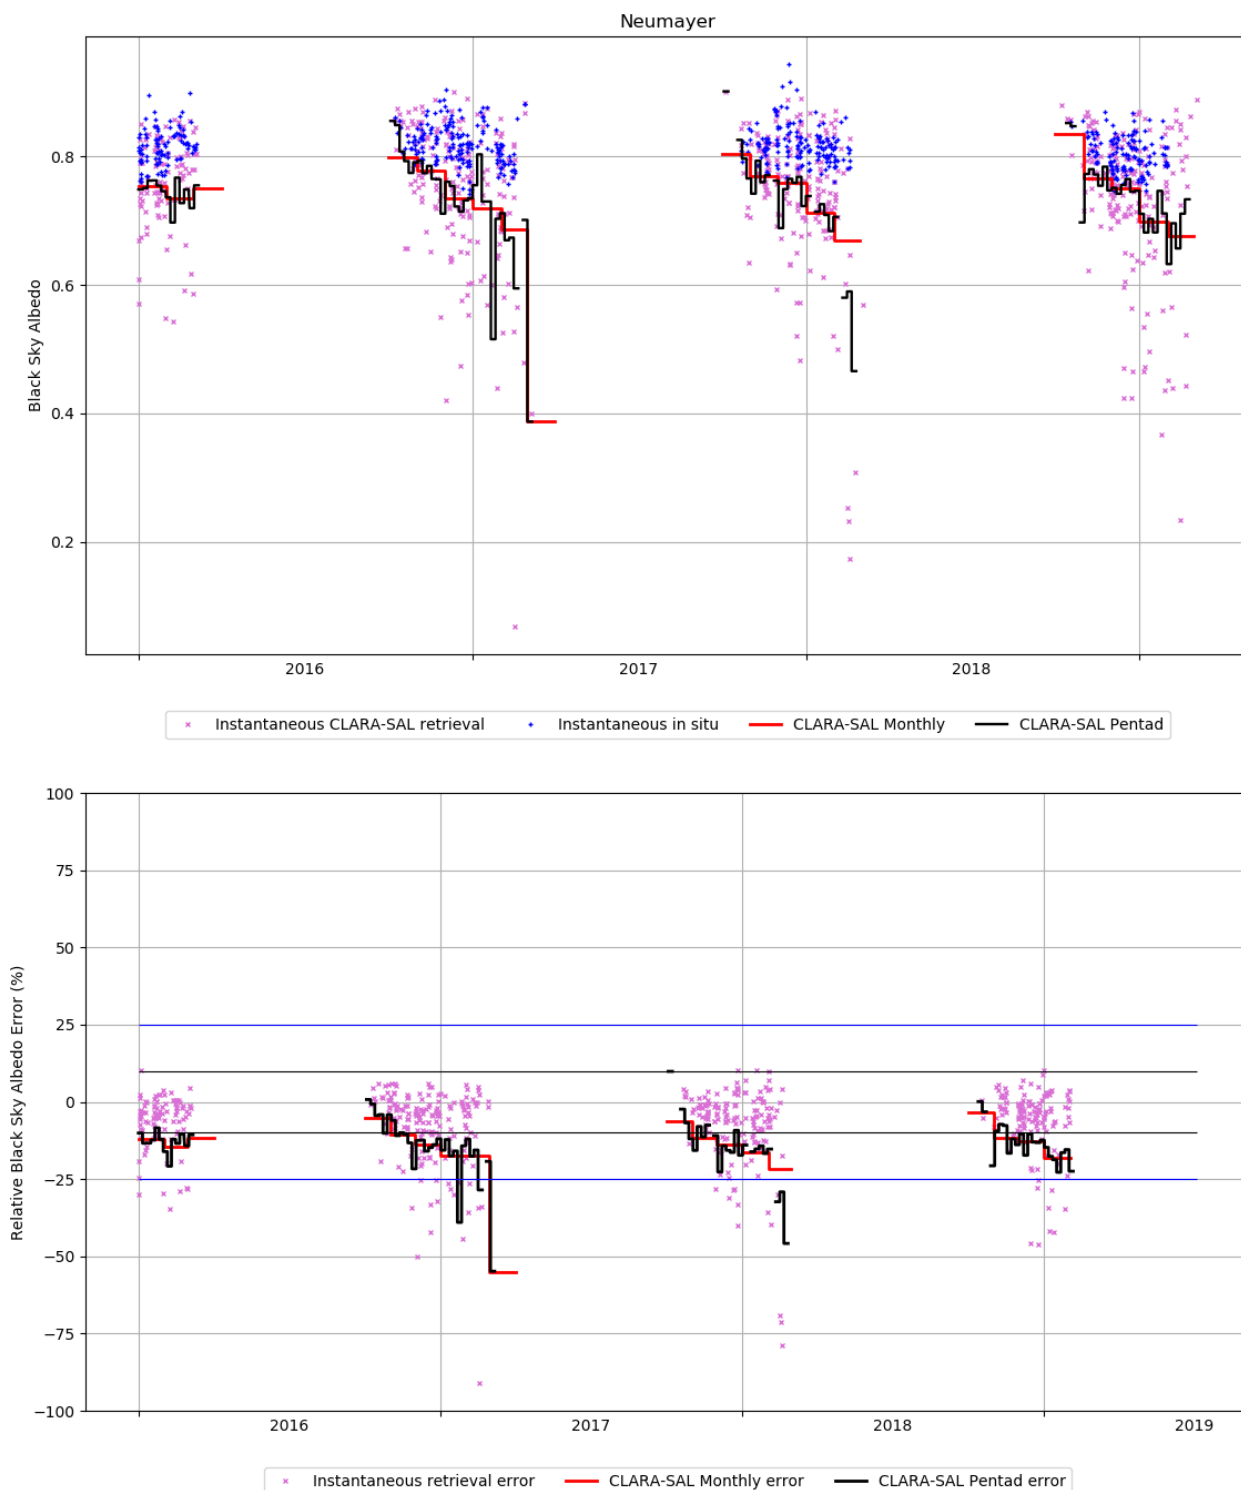 Neumayer
Black Sky Albedo
0.8
0.6
0.4
0.2
2016 2017 2018
Instantaneous CLARA-SAL retrieval Instantaneous in situ CLARA-SAL Monthly CLARA-SAL Pentad
Relative Black Sky Albedo Error (%)
100
75
50
25
0
−25
−50
−75
−100
2016 2017 2018 2019
Instantaneous retrieval error CLARA-SAL Monthly error CLARA-SAL Pentad error